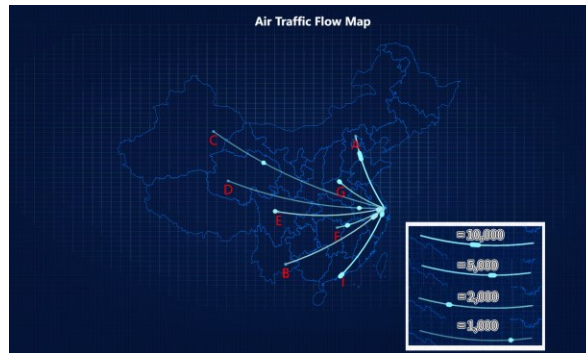 Air Traffic Flow Map
A
C
G
D
E
F
B
I
=10,000
=5,000
=2,000
=1,000